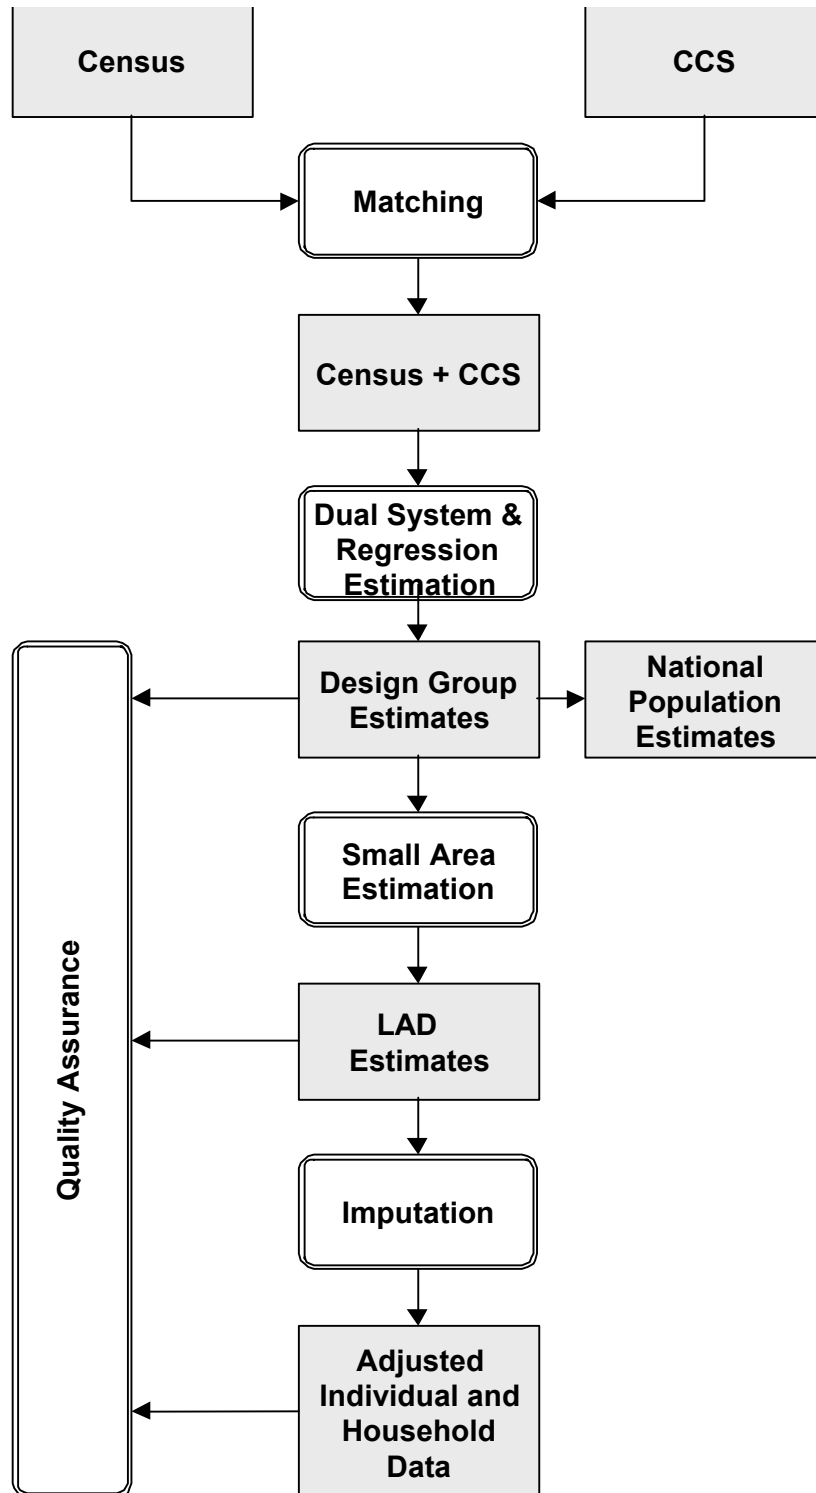 Census
CCS
Matching
Census + CCS
Dual System &
Regression
Estimation
Design Group
Estimates
National
Population
Estimates
Small Area
Estimation
LAD
Estimates
Quality Assurance
Imputation
Adjusted
Individual and
Household
Data